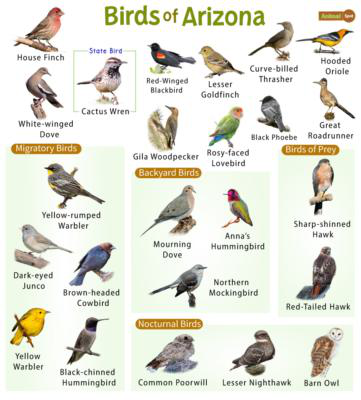 Birds of Arizona
Animal Spot
House Finch
State Bird
Cactus Wren
Red-Winged
Blackbird
Lesser
Goldfinch
Curve-billed
Thrasher
Hooded
Oriole
White-winged
Dove
Gila Woodpecker
Rosy-faced
Lovebird
Black Phoebe
Great
Roadrunner
Migratory Birds
Yellow-rumped
Warbler
Dark-eyed
Junco
Brown-headed
Cowbird
Yellow
Warbler
Black-chinned
Hummingbird
Backyard Birds
Mourning
Dove
Anna's
Hummingbird
Northern
Mockingbird
Birds of Prey
Sharp-shinned
Hawk
Red-Tailed Hawk
Nocturnal Birds
Common Poorwill
Lesser Nighthawk
Barn Owl